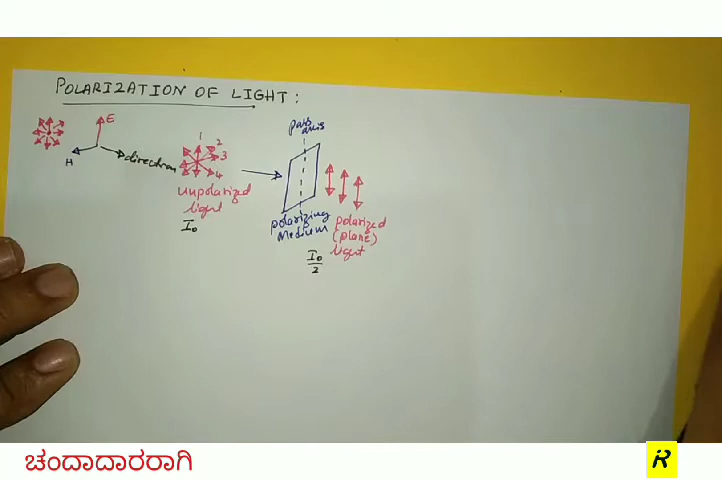 POLARIZATION OF LIGHT:
E
H
direction
1
2
3
4
unpolarized
light
I₀
pass
axis
polarizing
Medium
polarized
(plane)
light
I₀
2
ಚಂದಾದಾರರಾಗಿ
R